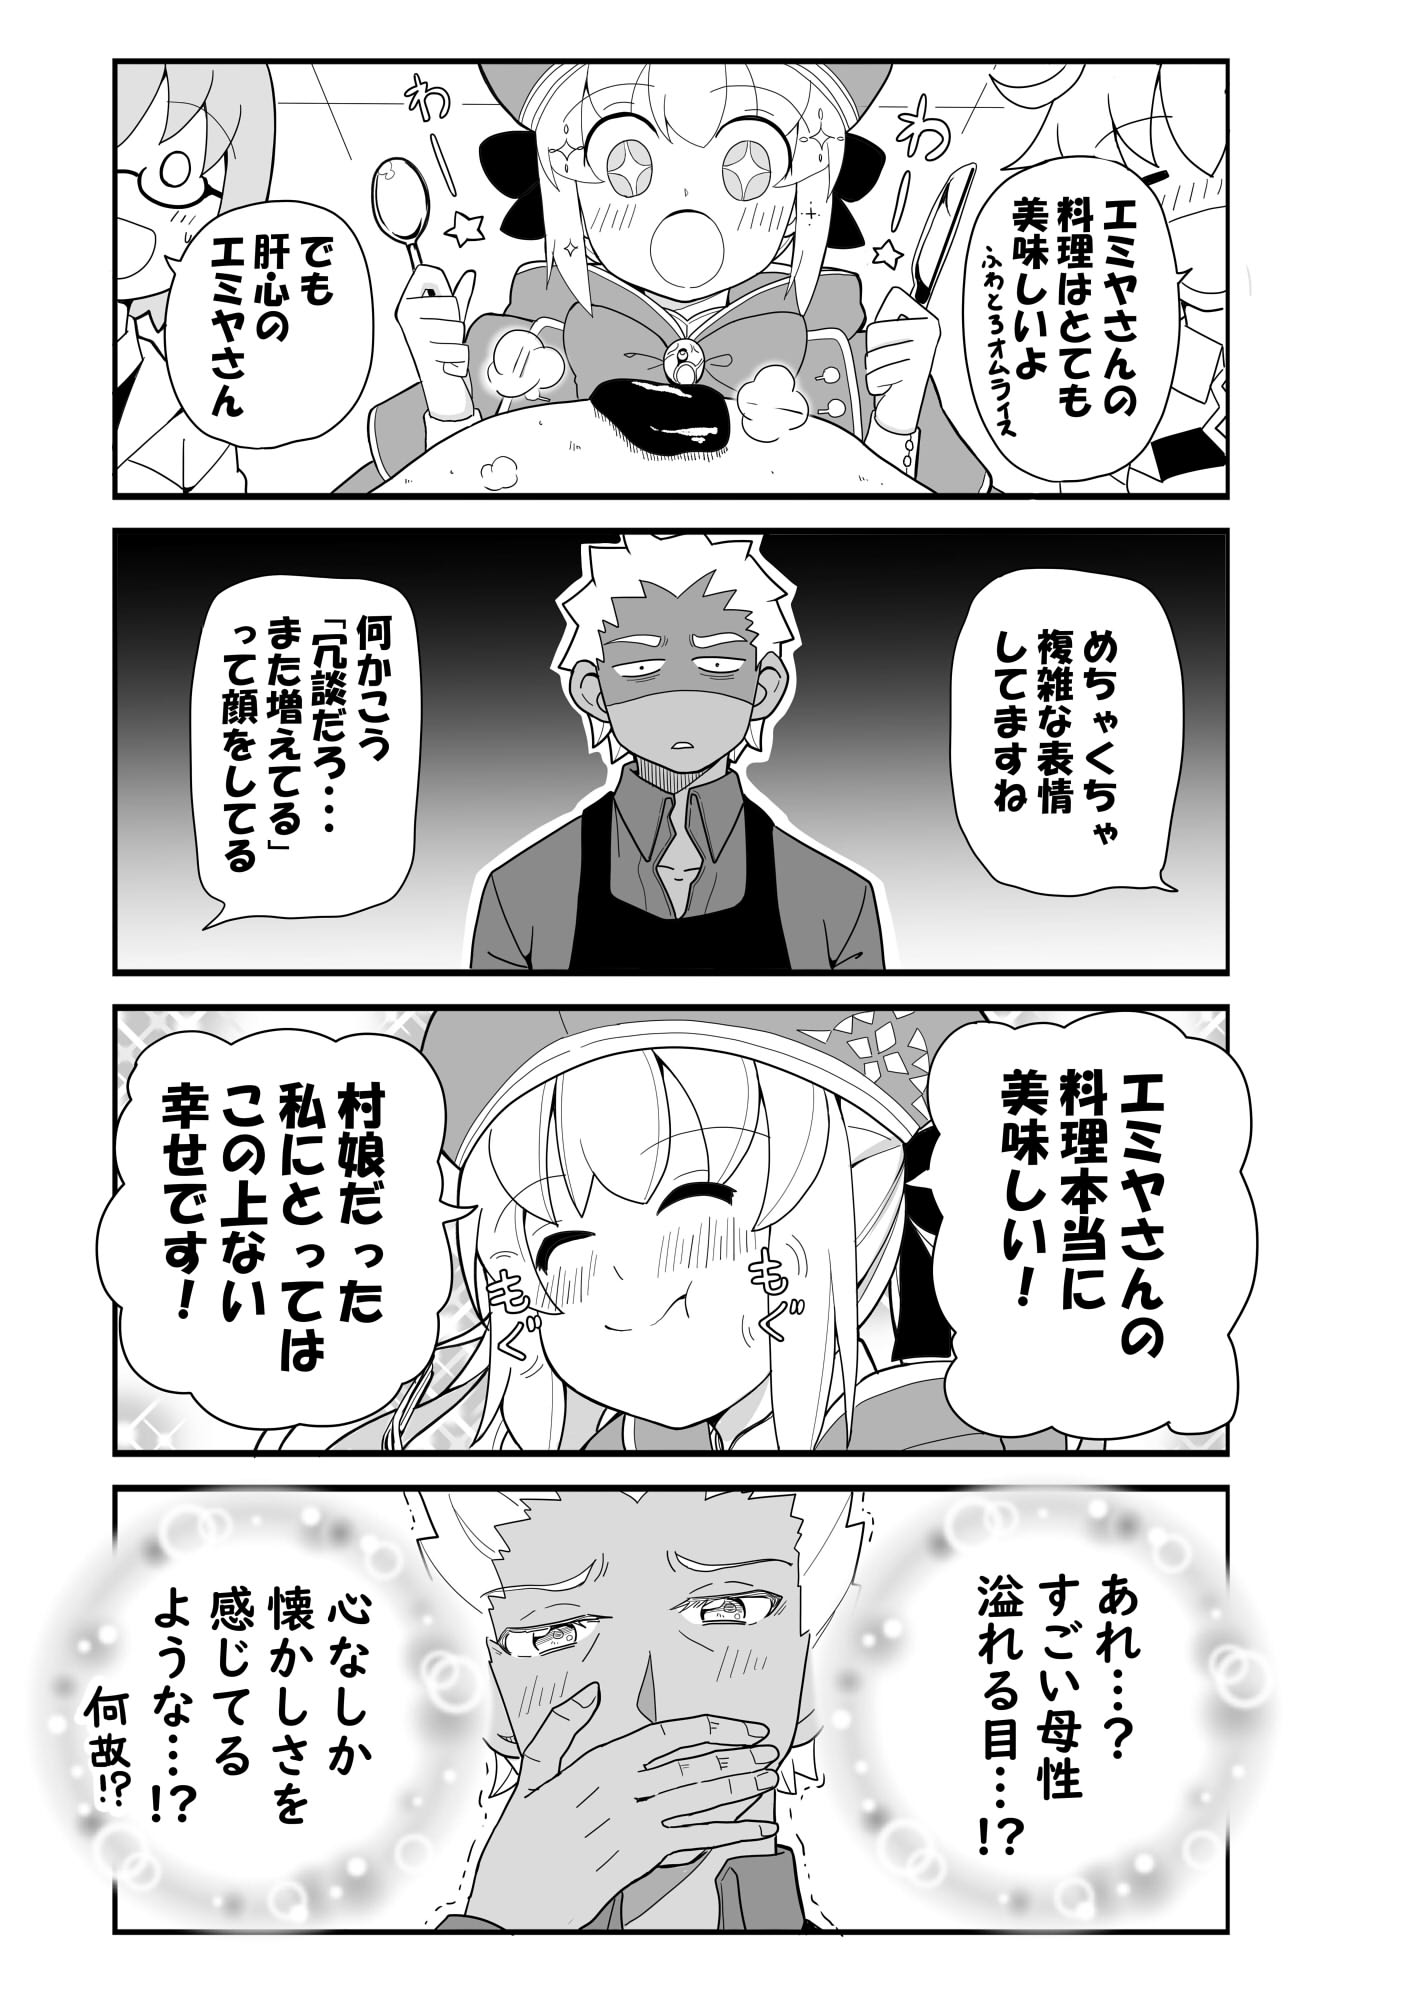 エミヤさんの
料理はとても
美味しいよ
ふわとろオムライス
わー
わー
でも
肝心の
エミヤさん
めちゃくちゃ
複雑な表情
してますね
何かこう
「冗談だろ・・・
また増えてる」
って顔をしてる
エミヤさんの
料理本当に
美味しい！
もぐ
もぐ
村娘だった
私にとっては
この上ない
幸せです！
あれ…？
すごい母性
溢れる目…!?
心なしか
懐かしさを
感じてる
ような…!?
何故!?